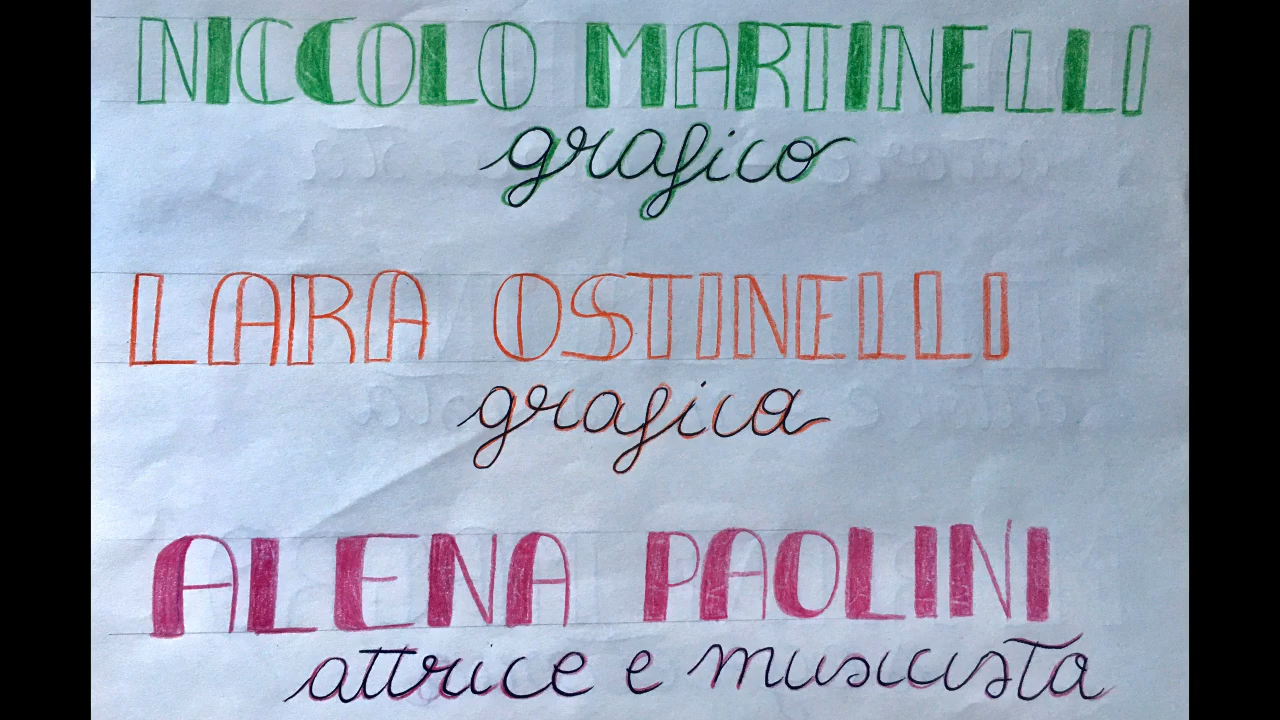 NICCOLO MARTINELLI
grafico
LARA OSTINELLI
grafica
ALENA PAOLINI
attrice e musicista